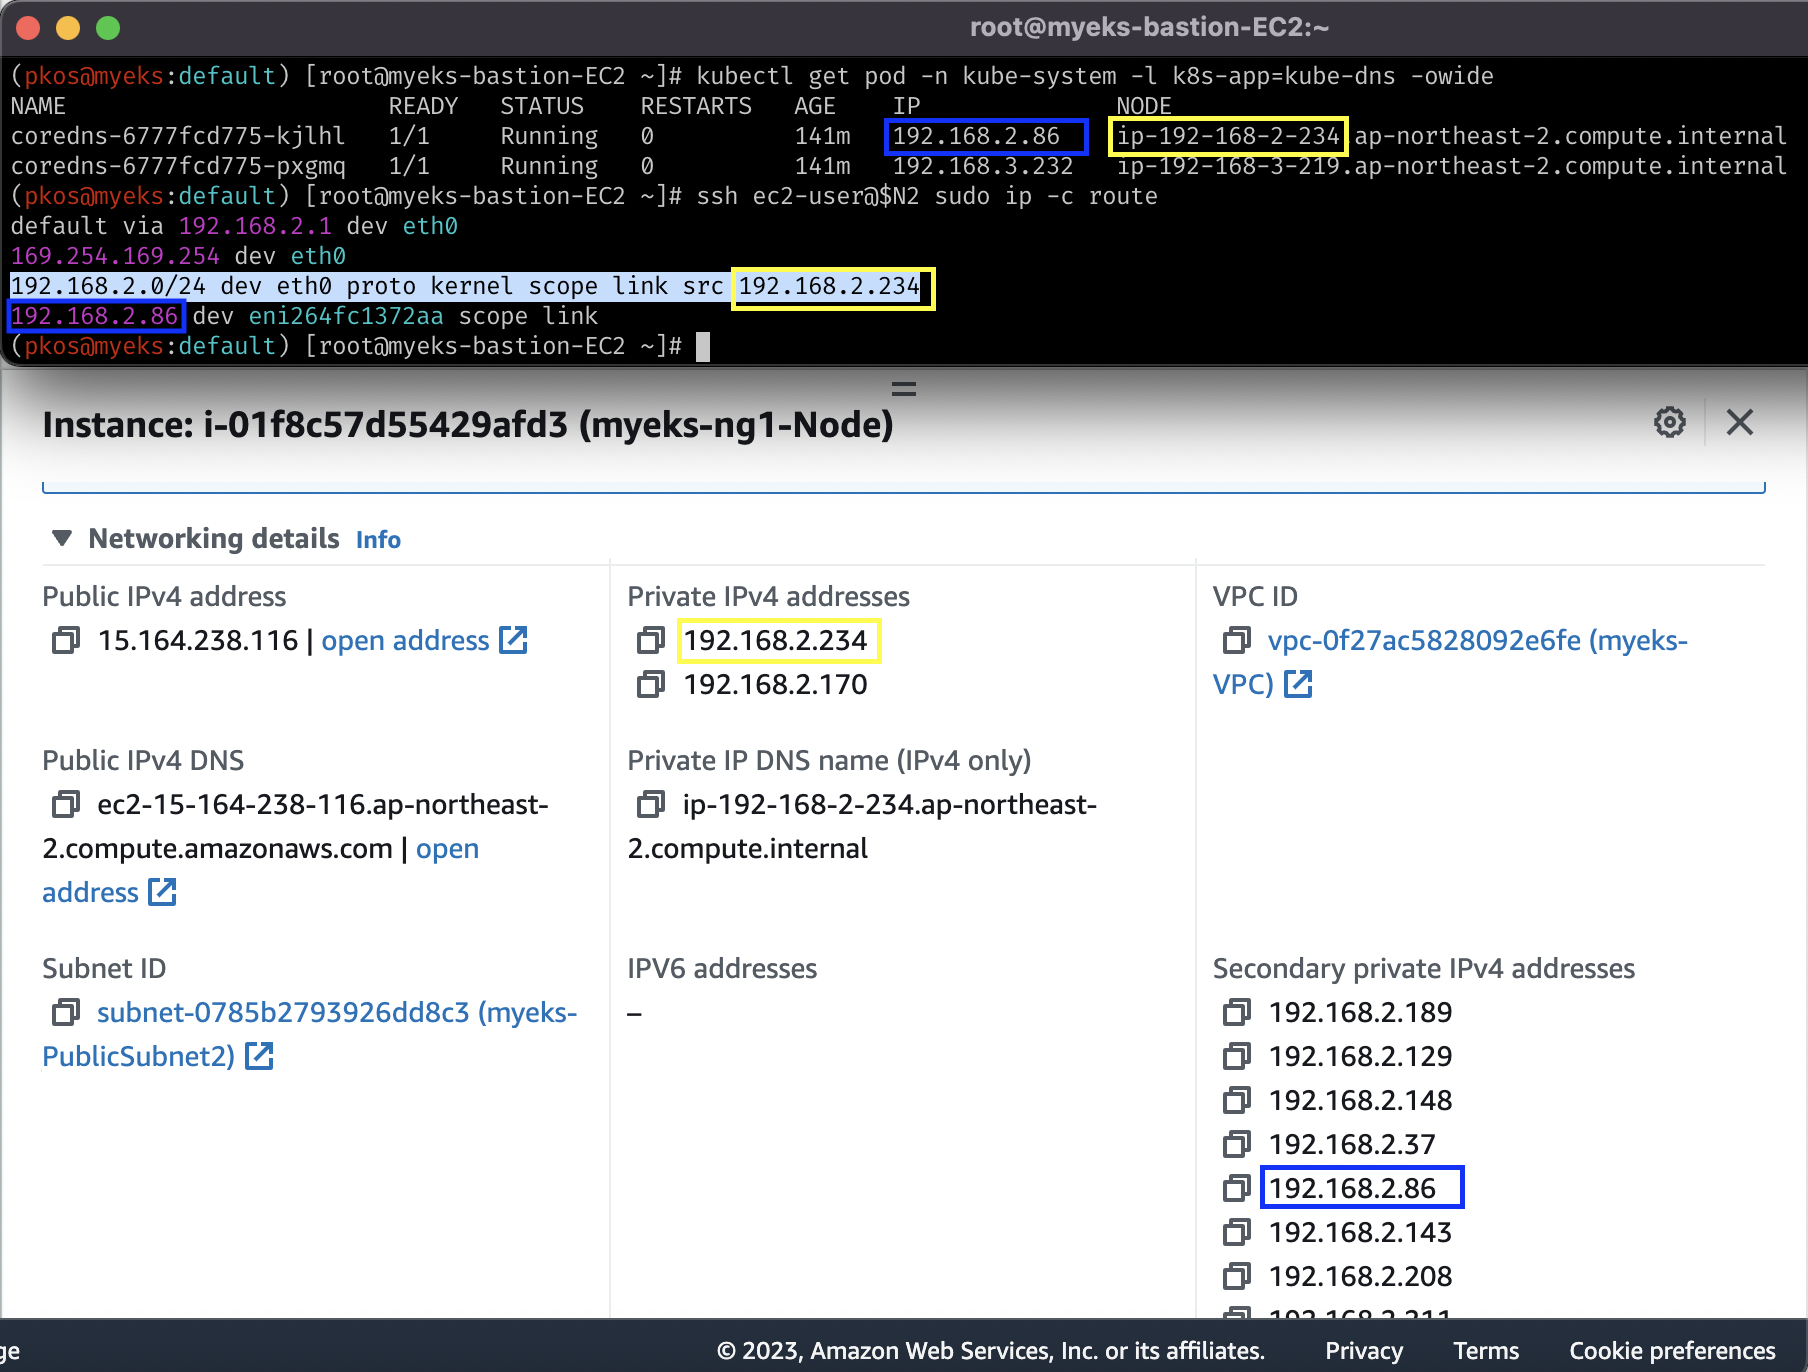 root@myeks-bastion-EC2:~
(pkos@myeks:default) [root@myeks-bastion-EC2 ~]# kubectl get pod -n kube-system -l k8s-app=kube-dns -owide
NAME READY STATUS RESTARTS AGE IP NODE
coredns-6777fcd775-kjlhl 1/1 Running 0 141m 192.168.2.86 ip-192-168-2-234.ap-northeast-2.compute.internal
coredns-6777fcd775-pxgmq 1/1 Running 0 141m 192.168.3.232 ip-192-168-3-219.ap-northeast-2.compute.internal
(pkos@myeks:default) [root@myeks-bastion-EC2 ~]# ssh ec2-user@$N2 sudo ip -c route
default via 192.168.2.1 dev eth0
169.254.169.254 dev eth0
192.168.2.0/24 dev eth0 proto kernel scope link src 192.168.2.234
192.168.2.86 dev eni264fc1372aa scope link
(pkos@myeks:default) [root@myeks-bastion-EC2 ~]#
Instance: i-01f8c57d55429afd3 (myeks-ng1-Node)
Networking details Info
Public IPv4 address
15.164.238.116 | open address
Private IPv4 addresses
192.168.2.234
192.168.2.170
VPC ID
vpc-0f27ac5828092e6fe (myeks-
VPC)
Public IPv4 DNS
ec2-15-164-238-116.ap-northeast-
2.compute.amazonaws.com | open
address
Private IP DNS name (IPv4 only)
ip-192-168-2-234.ap-northeast-
2.compute.internal
Subnet ID
subnet-0785b2793926dd8c3 (myeks-
PublicSubnet2)
IPV6 addresses
–
Secondary private IPv4 addresses
192.168.2.189
192.168.2.129
192.168.2.148
192.168.2.37
192.168.2.86
192.168.2.143
192.168.2.208
192.168.2.211
ge
© 2023, Amazon Web Services, Inc. or its affiliates. Privacy Terms Cookie preferences